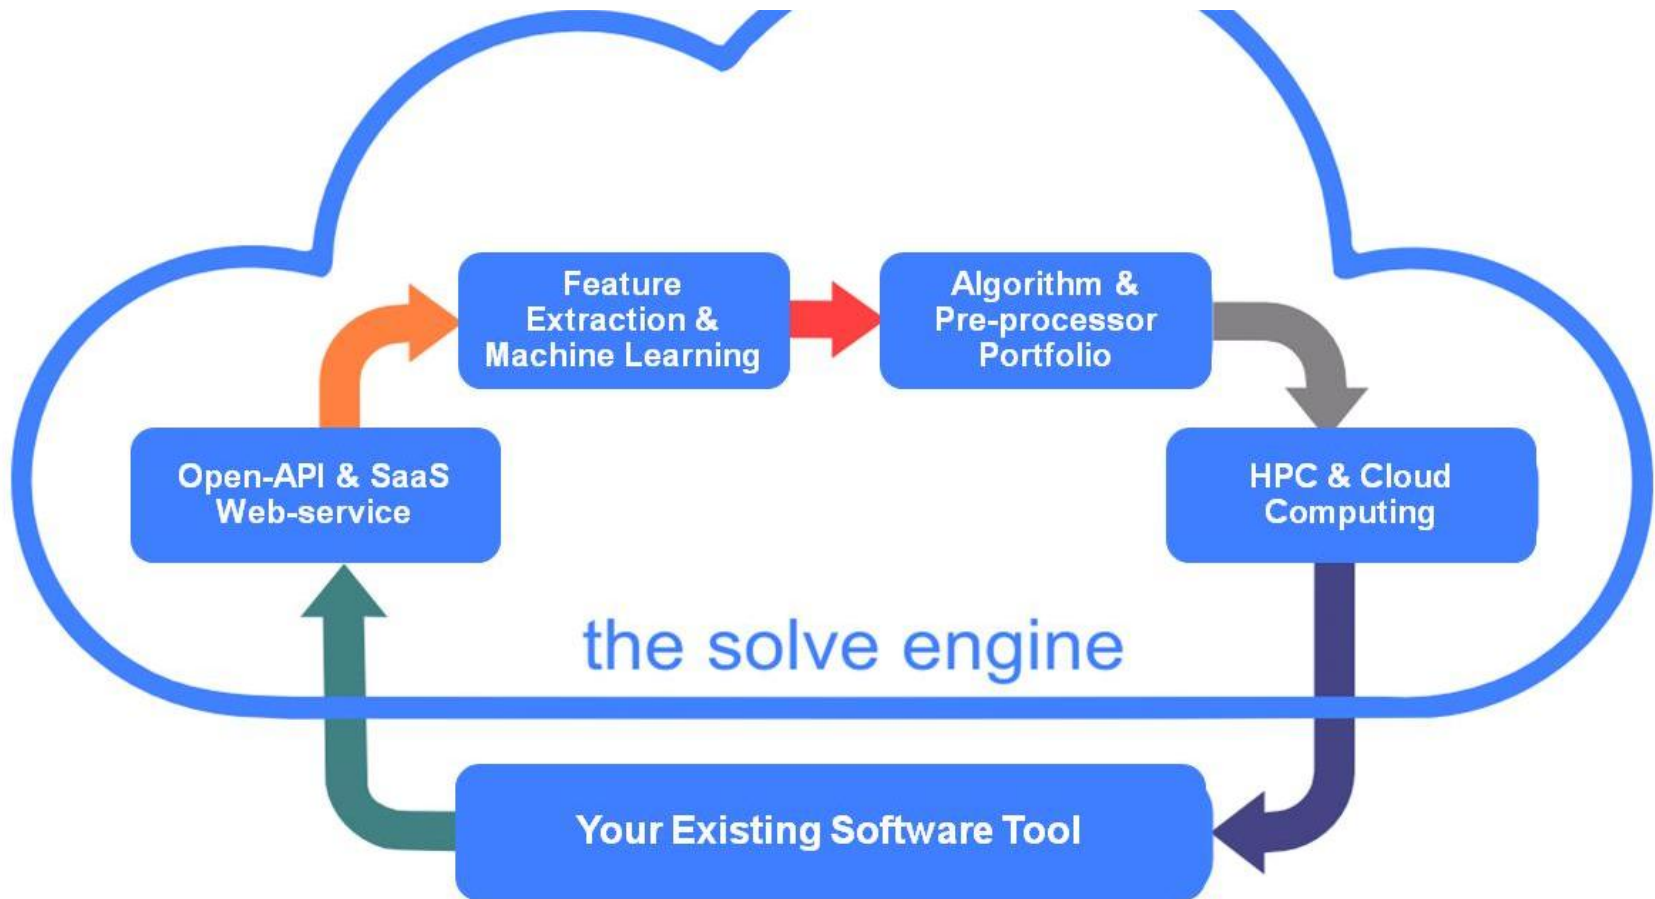 Feature
Extraction &
Machine Learning
Algorithm &
Pre-processor
Portfolio
Open-API & SaaS
Web-service
HPC & Cloud
Computing
the solve engine
Your Existing Software Tool